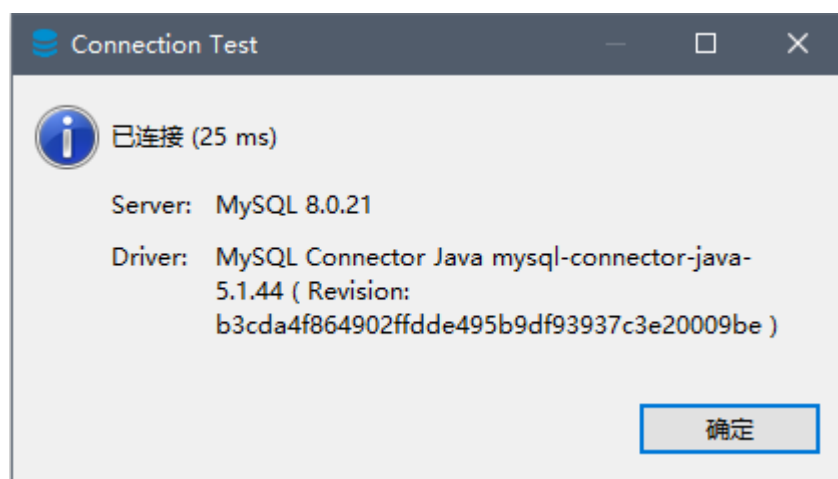 Connection Test
已连接 (25 ms)
Server: MySQL 8.0.21
Driver: MySQL Connector Java mysql-connector-java-
5.1.44 ( Revision:
b3cda4f864902ffdde495b9df93937c3e20009be )
确定